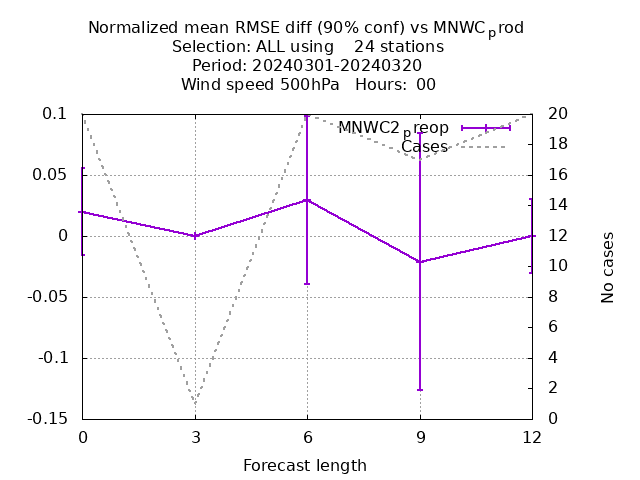 Normalized mean RMSE diff (90% conf) vs MNWCprod
Selection: ALL using 24 stations
Period: 20240301-20240320
Wind speed 500hPa Hours: 00
MNWC2preop
Cases
0.1
0.05
0
-0.05
-0.1
-0.15
20
18
16
14
12
10
8
6
4
2
0
No cases
0 3 6 9 12
Forecast length